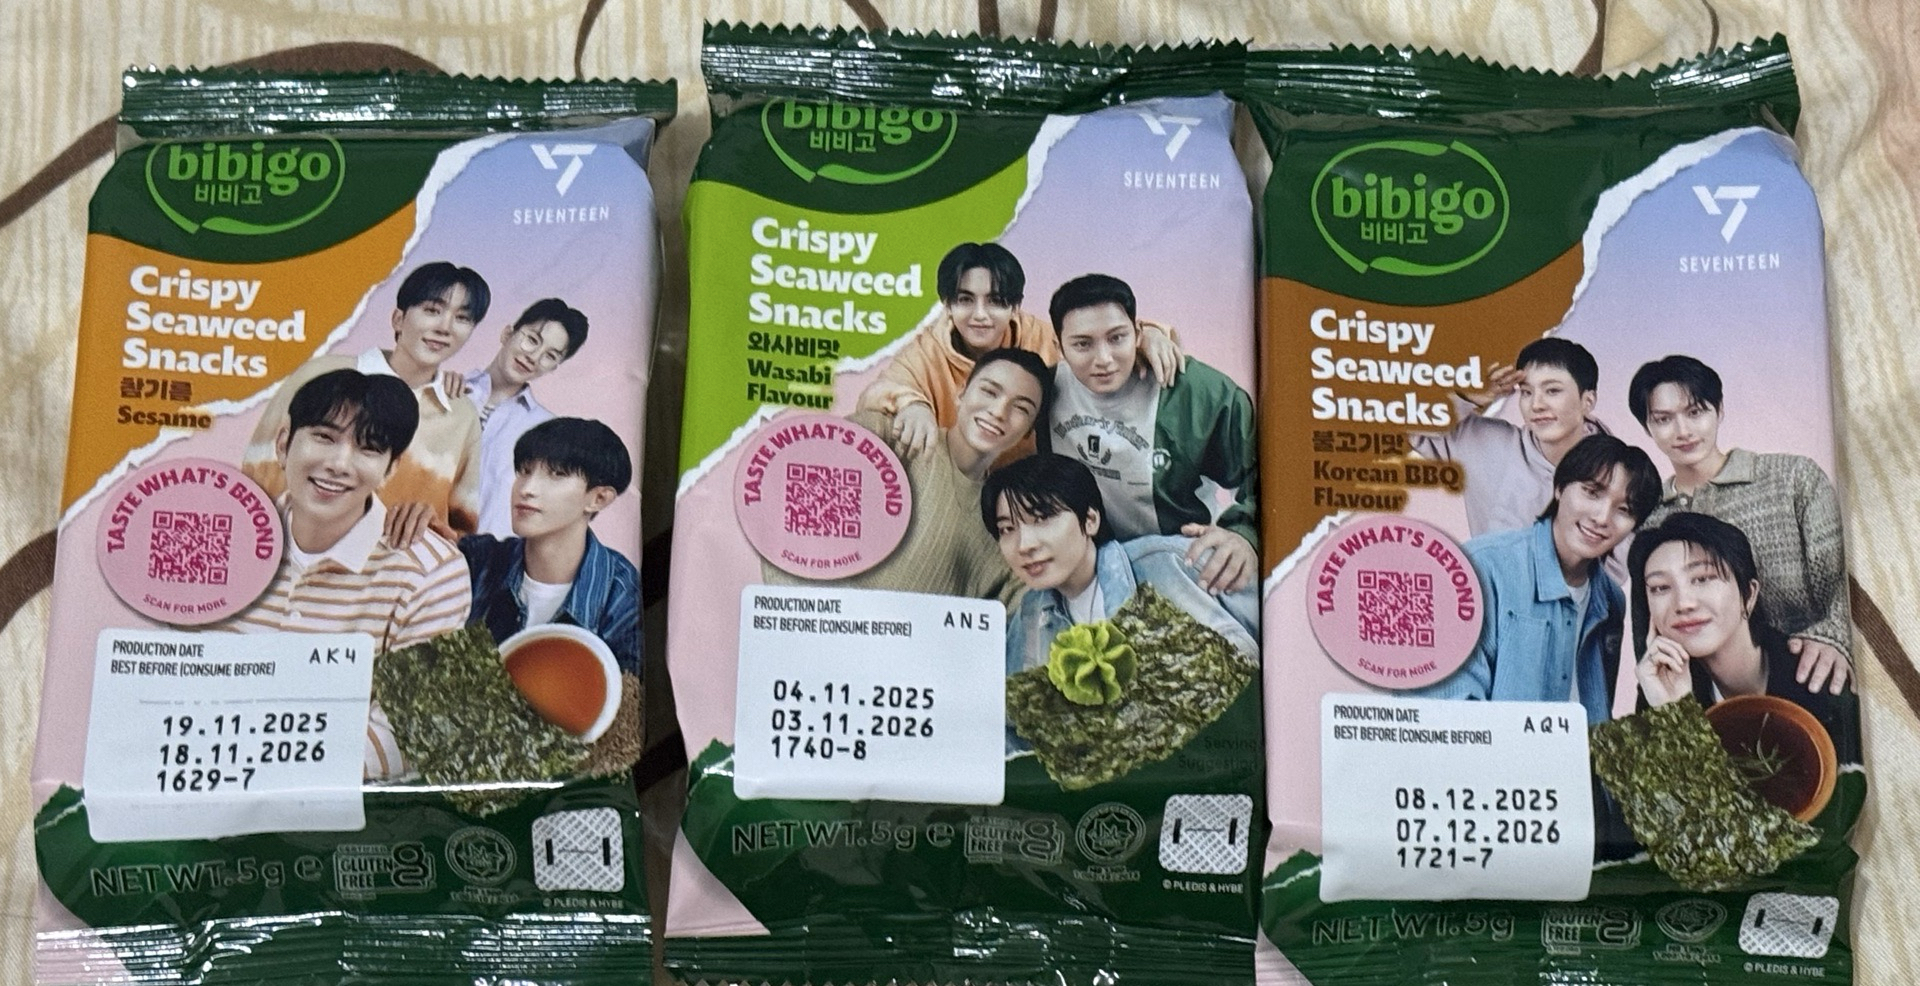 bibigo
비비고
SEVENTEEN
Crispy
Seaweed
Snacks
참기름
Sesame
TASTE WHAT'S BEYOND
SCAN FOR MORE
PRODUCTION DATE
BEST BEFORE (CONSUME BEFORE)
AK4
19.11.2025
18.11.2026
1629-7
NET WT. 5g e
CERTIFIED
GLUTEN
FREE
© PLEDIS & HYBE
bibigo
비비고
SEVENTEEN
Crispy
Seaweed
Snacks
와사비맛
Wasabi
Flavour
TASTE WHAT'S BEYOND
SCAN FOR MORE
PRODUCTION DATE
BEST BEFORE (CONSUME BEFORE)
AN5
04.11.2025
03.11.2026
1740-8
Serving
Suggestion
NET WT. 5g e
CERTIFIED
GLUTEN
FREE
© PLEDIS & HYBE
bibigo
비비고
SEVENTEEN
Crispy
Seaweed
Snacks
불고기맛
Korean BBQ
Flavour
TASTE WHAT'S BEYOND
SCAN FOR MORE
PRODUCTION DATE
BEST BEFORE (CONSUME BEFORE)
AQ4
08.12.2025
07.12.2026
1721-7
NET WT. 5g
GLUTEN
FREE
© PLEDIS & HYBE